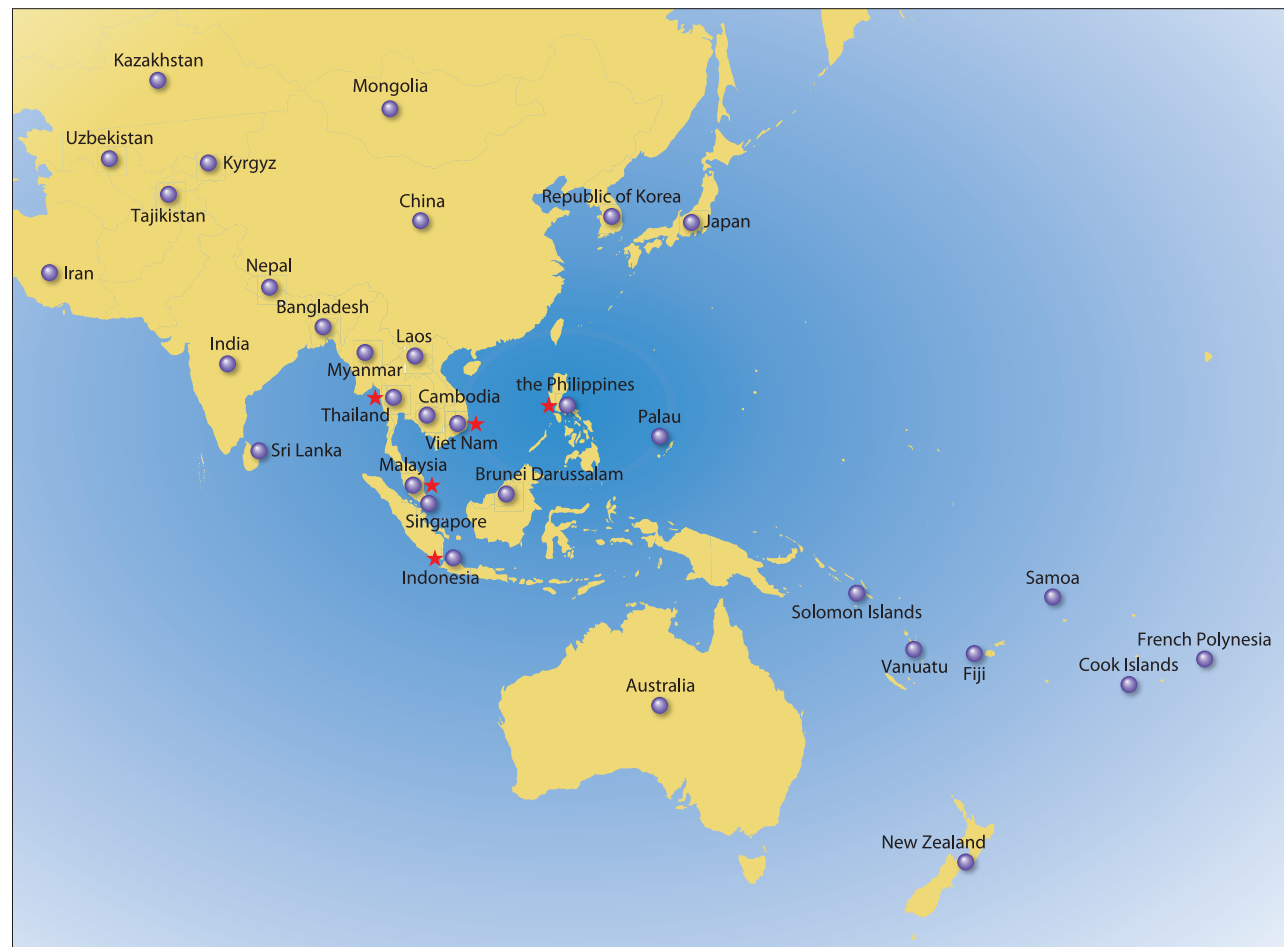 Kazakhstan
Mongolia
Uzbekistan
Kyrgyz
Tajikistan
China
Republic of Korea
Japan
Iran
Nepal
Bangladesh
India
Myanmar
Laos
Thailand
Cambodia
Viet Nam
the Philippines
Palau
Sri Lanka
Malaysia
Brunei Darussalam
Singapore
Indonesia
Solomon Islands
Samoa
Vanuatu
Fiji
Cook Islands
French Polynesia
Australia
New Zealand